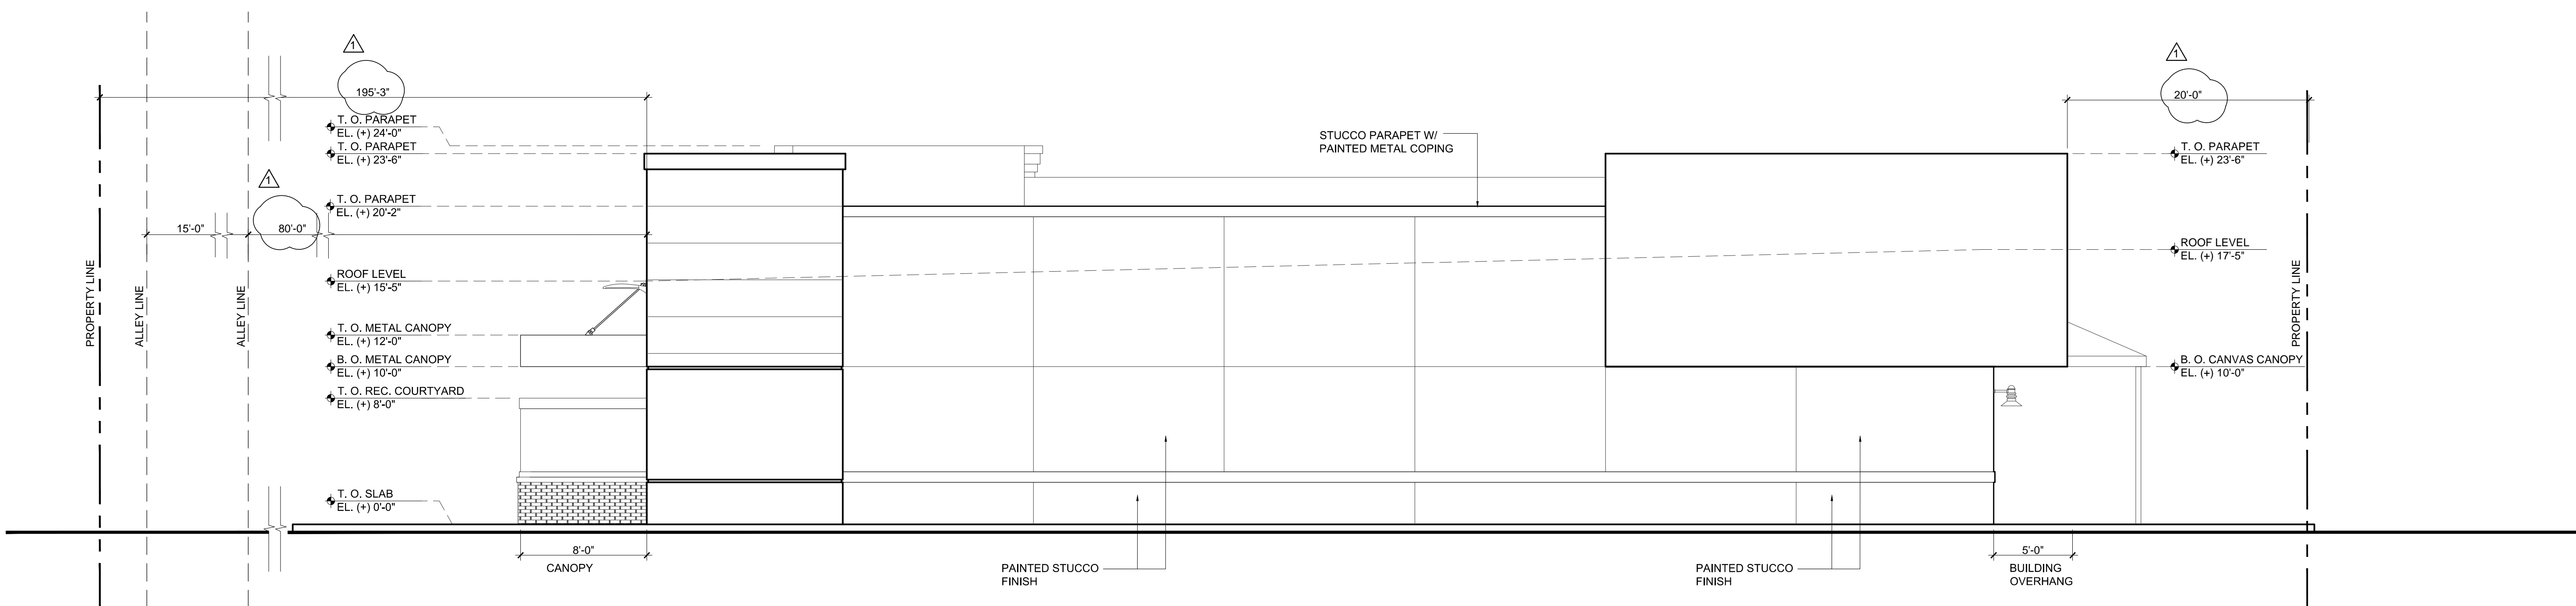 1
195'-3"
T. O. PARAPET
EL. (+) 24'-0"
T. O. PARAPET
EL. (+) 23'-6"
1
T. O. PARAPET
EL. (+) 20'-2"
15'-0"
80'-0"
ROOF LEVEL
EL. (+) 15'-5"
PROPERTY LINE
ALLEY LINE
ALLEY LINE
T. O. METAL CANOPY
EL. (+) 12'-0"
B. O. METAL CANOPY
EL. (+) 10'-0"
T. O. REC. COURTYARD
EL. (+) 8'-0"
T. O. SLAB
EL. (+) 0'-0"
8'-0"
CANOPY
STUCCO PARAPET W/
PAINTED METAL COPING
PAINTED STUCCO
FINISH
PAINTED STUCCO
FINISH
1
20'-0"
T. O. PARAPET
EL. (+) 23'-6"
ROOF LEVEL
EL. (+) 17'-5"
PROPERTY LINE
B. O. CANVAS CANOPY
EL. (+) 10'-0"
5'-0"
BUILDING
OVERHANG